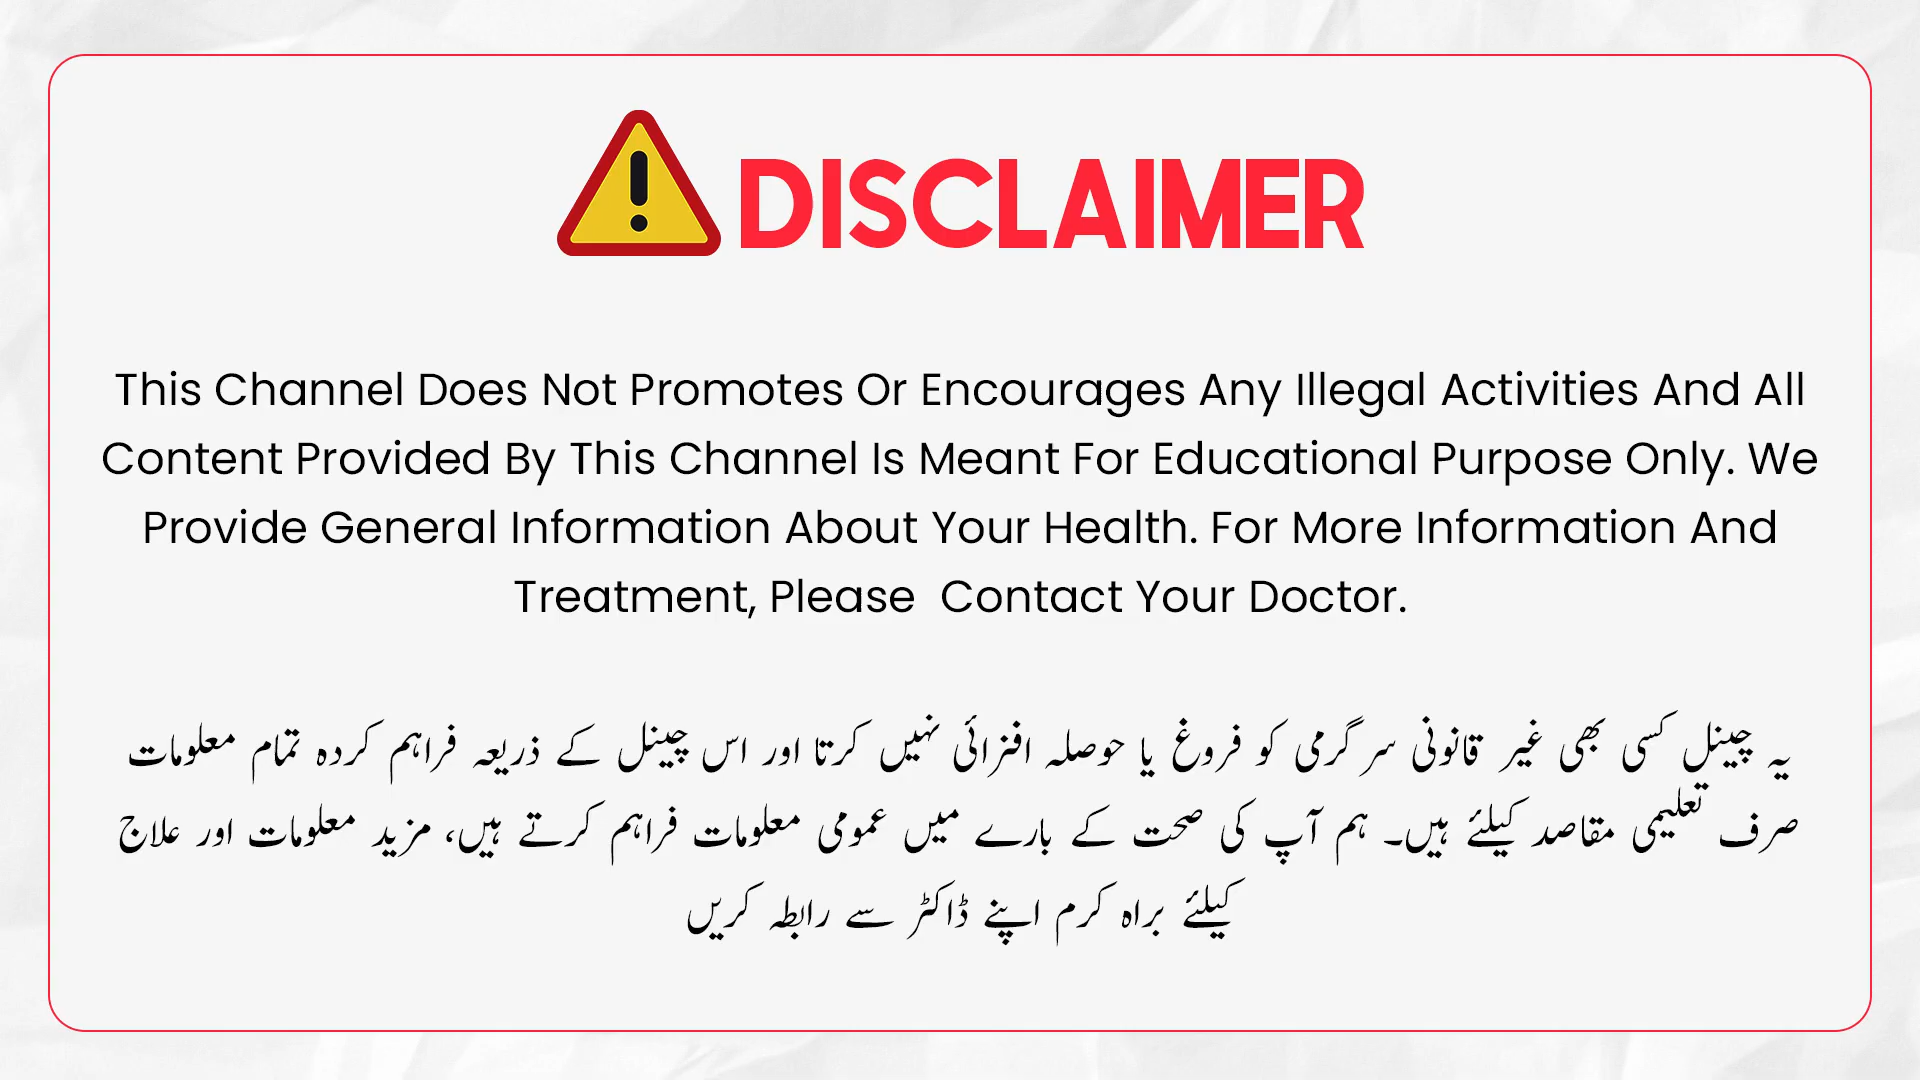 DISCLAIMER
This Channel Does Not Promotes Or Encourages Any Illegal Activities And All
Content Provided By This Channel Is Meant For Educational Purpose Only. We
Provide General Information About Your Health. For More Information And
Treatment, Please  Contact Your Doctor.
یہ چینل کسی بھی غیر قانونی سرگرمی کو فروغ یا حوصلہ افزائی نہیں کرتا اور اس چینل کے ذریعہ فراہم کردہ تمام معلومات
صرف تعلیمی مقاصد کیلئے ہیں۔ ہم آپ کی صحت کے بارے میں عمومی معلومات فراہم کرتے ہیں، مزید معلومات اور علاج
کیلئے براہ کرم اپنے ڈاکٹر سے رابطہ کریں